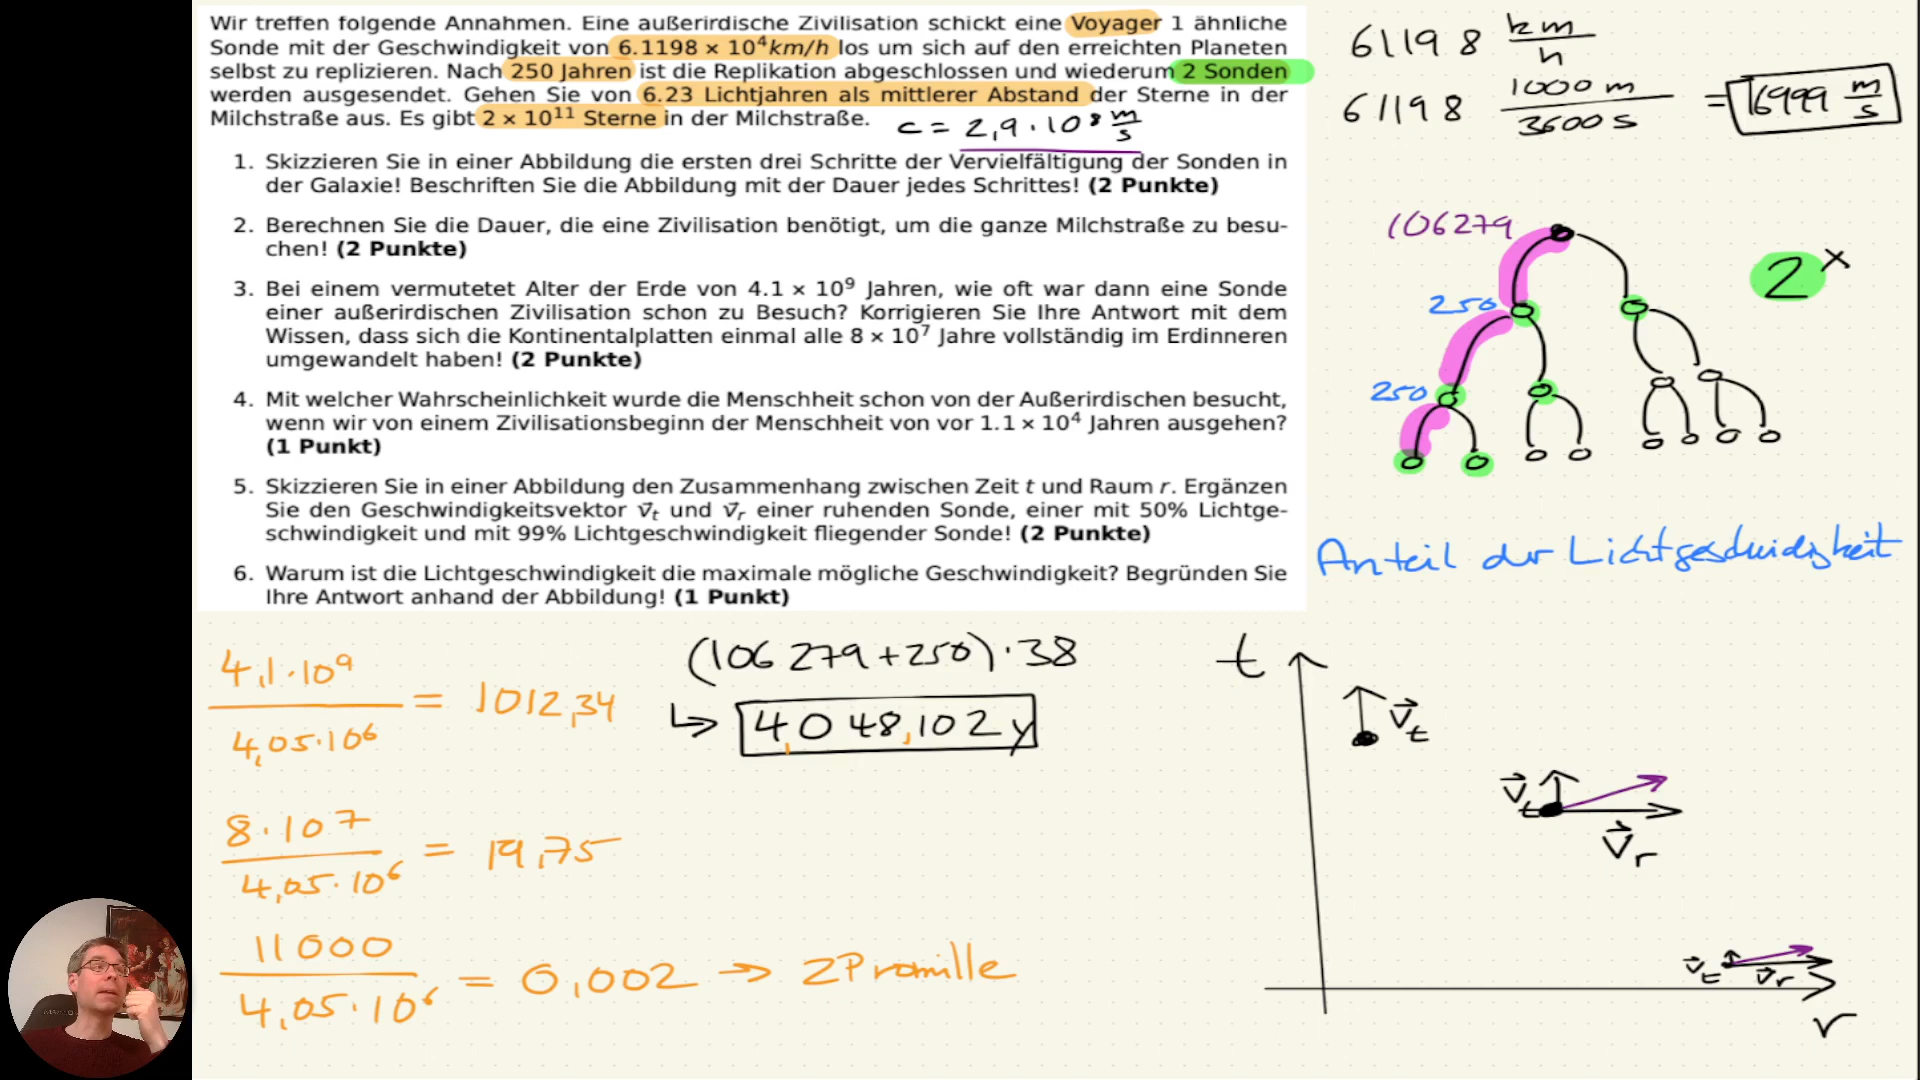 Wir treffen folgende Annahmen. Eine außerirdische Zivilisation schickt eine Voyager 1 ähnliche
Sonde mit der Geschwindigkeit von 6.1198 × 10⁴km/h los um sich auf den erreichten Planeten
selbst zu replizieren. Nach 250 Jahren ist die Replikation abgeschlossen und wiederum 2 Sonden
werden ausgesendet. Gehen Sie von 6.23 Lichtjahren als mittlerer Abstand der Sterne in der
Milchstraße aus. Es gibt 2 × 10¹¹ Sterne in der Milchstraße.
c = 2,9 · 10⁸ m/s
1. Skizzieren Sie in einer Abbildung die ersten drei Schritte der Vervielfältigung der Sonden in
der Galaxie! Beschriften Sie die Abbildung mit der Dauer jedes Schrittes! (2 Punkte)
2. Berechnen Sie die Dauer, die eine Zivilisation benötigt, um die ganze Milchstraße zu besu-
chen! (2 Punkte)
3. Bei einem vermutetet Alter der Erde von 4.1 × 10⁹ Jahren, wie oft war dann eine Sonde
einer außerirdischen Zivilisation schon zu Besuch? Korrigieren Sie Ihre Antwort mit dem
Wissen, dass sich die Kontinentalplatten einmal alle 8 × 10⁷ Jahre vollständig im Erdinneren
umgewandelt haben! (2 Punkte)
4. Mit welcher Wahrscheinlichkeit wurde die Menschheit schon von der Außerirdischen besucht,
wenn wir von einem Zivilisationsbeginn der Menschheit von vor 1.1 × 10⁴ Jahren ausgehen?
(1 Punkt)
5. Skizzieren Sie in einer Abbildung den Zusammenhang zwischen Zeit t und Raum r. Ergänzen
Sie den Geschwindigkeitsvektor v⃗ₜ und v⃗ᵣ einer ruhenden Sonde, einer mit 50% Lichtge-
schwindigkeit und mit 99% Lichtgeschwindigkeit fliegender Sonde! (2 Punkte)
6. Warum ist die Lichtgeschwindigkeit die maximale mögliche Geschwindigkeit? Begründen Sie
Ihre Antwort anhand der Abbildung! (1 Punkt)
61198 km/h
61198 1000 m/3600 s = 16999 m/s
106279
2ˣ
250
250
Anteil der Lichtgeschwindigkeit
4,1·10⁹/4,05·10⁶ = 1012,34
8·10⁷/4,05·10⁶ = 19,75
11000/4,05·10⁶ = 0,002 → 2 Promille
(106 279 + 250) · 38
↳ 4,048,102 y
t
v⃗ₜ
v⃗ₜ
v⃗ᵣ
v⃗ₜ
v⃗ᵣ
r